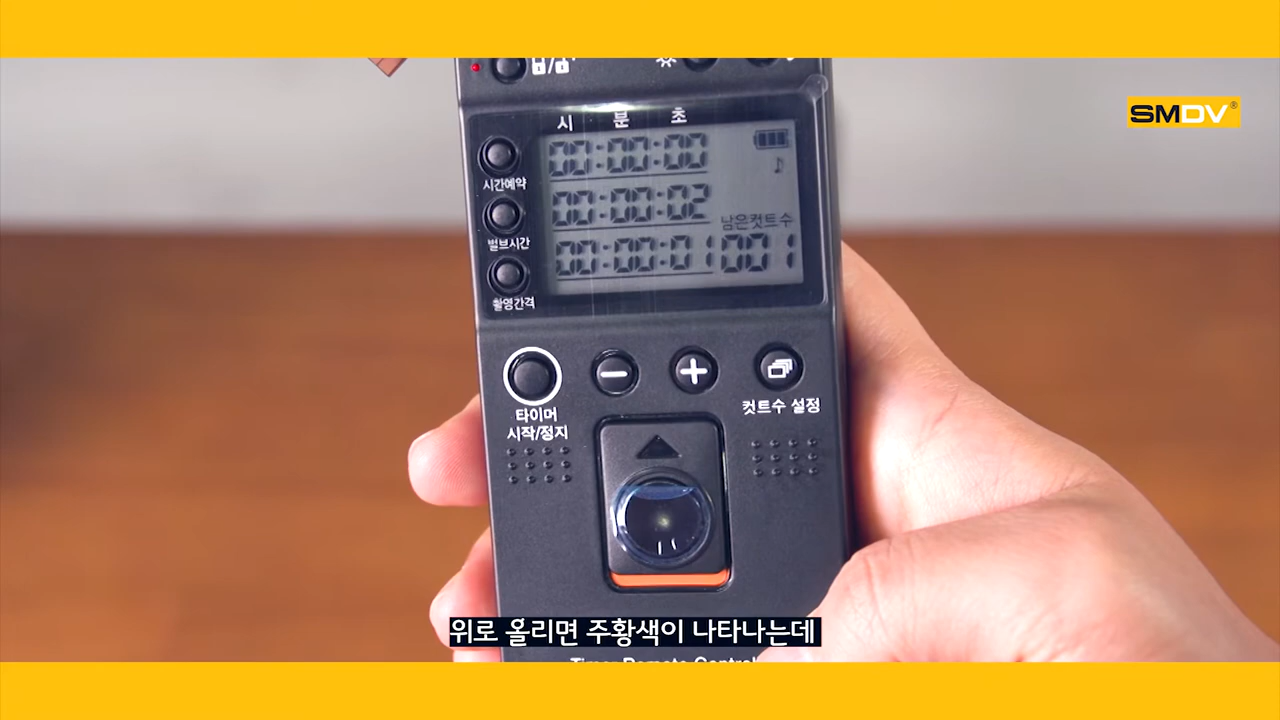 SMDV®
시 분 초
00:00:00
시간예약
00:00:02
남은컷트수
벌브시간
00:00:01 001
촬영간격
타이머
시작/정지
컷트수 설정
위로 올리면 주황색이 나타나는데
Timer Remote Control